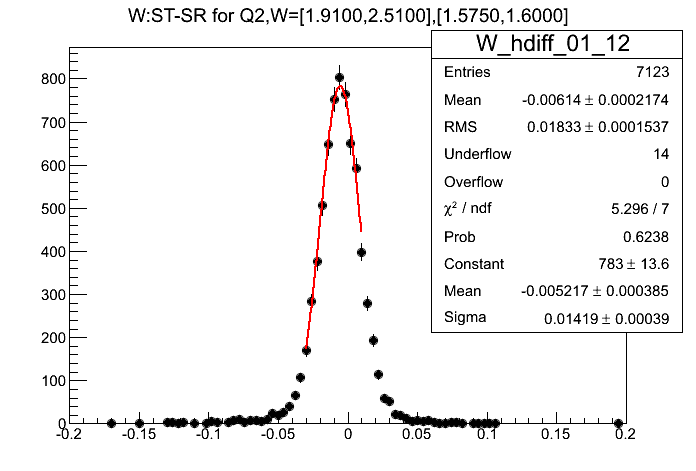 W:ST-SR for Q2,W=[1.9100,2.5100],[1.5750,1.6000]
W_hdiff_01_12
Entries 7123
Mean -0.00614 ± 0.0002174
RMS 0.01833 ± 0.0001537
Underflow 14
Overflow 0
χ² / ndf 5.296 / 7
Prob 0.6238
Constant 783 ± 13.6
Mean -0.005217 ± 0.000385
Sigma 0.01419 ± 0.00039
800
700
600
500
400
300
200
100
0
-0.2 -0.15 -0.1 -0.05 0 0.05 0.1 0.15 0.2